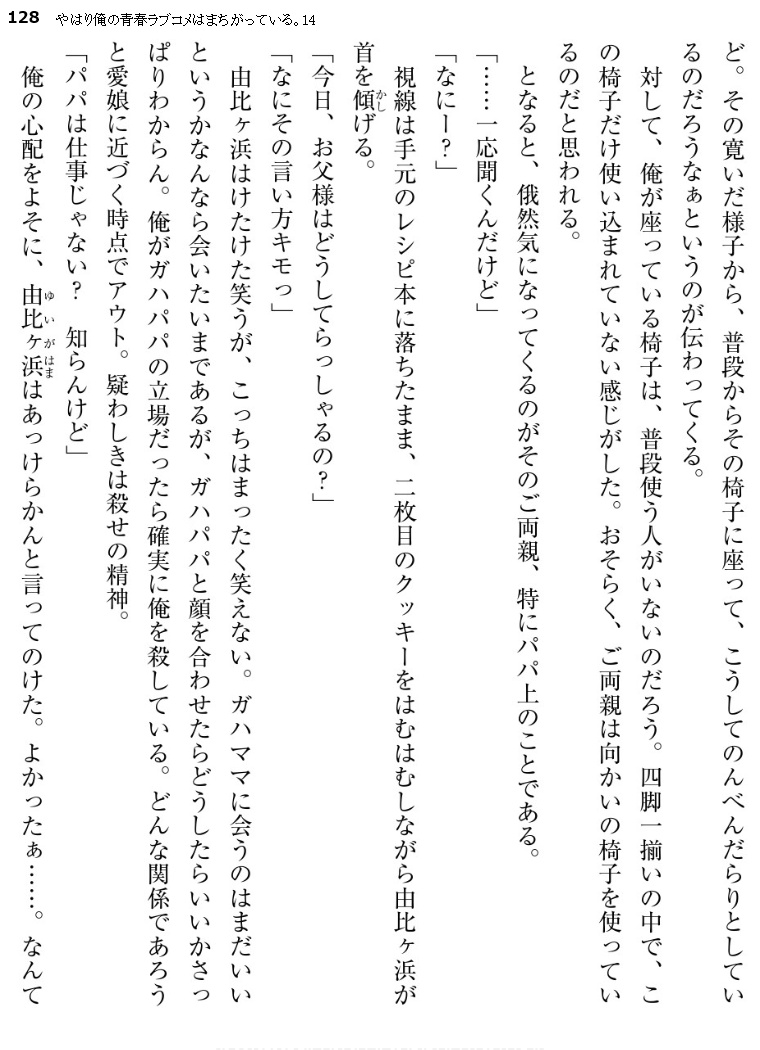 128 やはり俺の青春ラブコメはまちがっている。14
ど。その寛いだ様子から、普段からその椅子に座って、こうしてのんべんだらりとしてい
るのだろうなぁというのが伝わってくる。
対して、俺が座っている椅子は、普段使う人がいないのだろう。四脚一揃いの中で、こ
の椅子だけ使い込まれていない感じがした。おそらく、ご両親は向かいの椅子を使ってい
るのだと思われる。
となると、俄然気になってくるのがそのご両親、特にパパ上のことである。
「……一応聞くんだけど」
「なにー?」
視線は手元のレシピ本に落ちたまま、二枚目のクッキーをはむはむしながら由比ヶ浜が
首を傾かしげる。
「今日、お父様はどうしてらっしゃるの?」
「なにその言い方キモっ」
由比ヶ浜はけたけた笑うが、こっちはまったく笑えない。ガハママに会うのはまだいい
というかなんなら会いたいまであるが、ガハパパと顔を合わせたらどうしたらいいかさっ
ぱりわからん。俺がガハパパの立場だったら確実に俺を殺している。どんな関係であろう
と愛娘に近づく時点でアウト。疑わしきは殺せの精神。
「パパは仕事じゃない? 知らんけど」
俺の心配をよそに、由比ヶ浜ゆいがはまはあっけらかんと言ってのけた。よかったぁ……。なんて